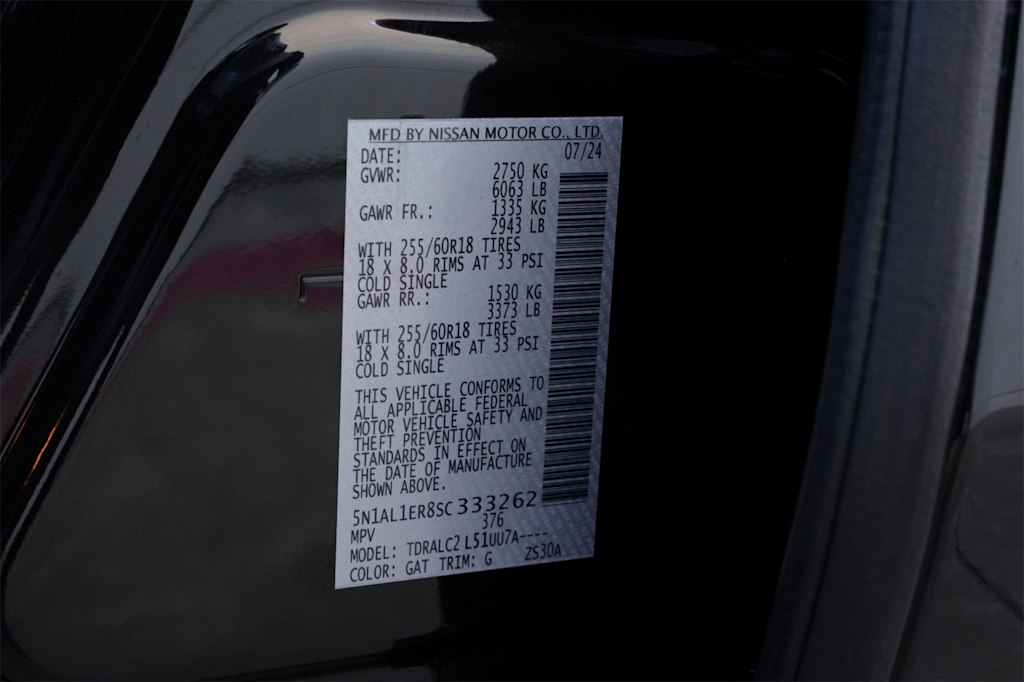 MFD BY NISSAN MOTOR CO., LTD.
DATE: 07/24
GVWR: 2750 KG
6063 LB
GAWR FR.: 1335 KG
2943 LB
WITH 255/60R18 TIRES
18 X 8.0 RIMS AT 33 PSI
COLD SINGLE
GAWR RR.: 1530 KG
3373 LB
WITH 255/60R18 TIRES
18 X 8.0 RIMS AT 33 PSI
COLD SINGLE
THIS VEHICLE CONFORMS TO
ALL APPLICABLE FEDERAL
MOTOR VEHICLE SAFETY AND
THEFT PREVENTION
STANDARDS IN EFFECT ON
THE DATE OF MANUFACTURE
SHOWN ABOVE.
5N1AL1ER8SC333262
MPV 376
MODEL: TDRALC2 L51UU7A----
COLOR: GAT TRIM: G ZS30A